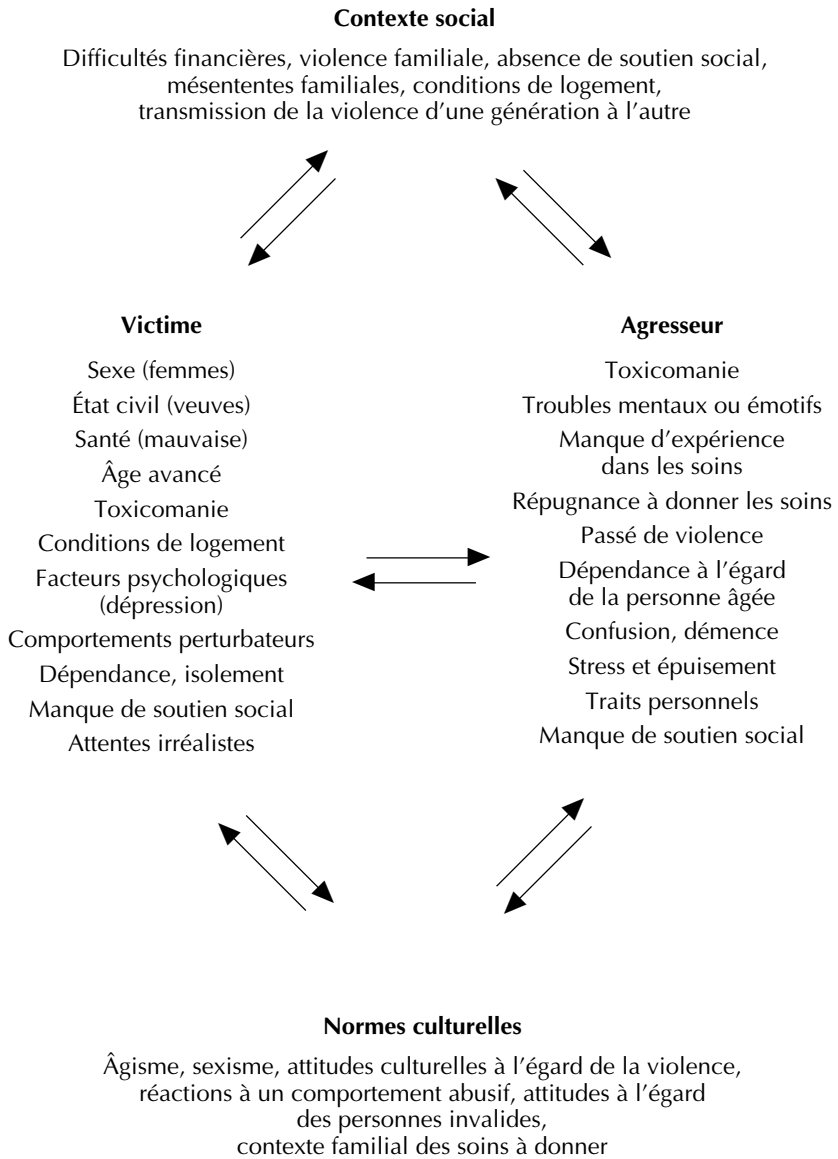 Contexte social
Difficultés financières, violence familiale, absence de soutien social,
mésententes familiales, conditions de logement,
transmission de la violence d’une génération à l’autre
Victime
Sexe (femmes)
État civil (veuves)
Santé (mauvaise)
Âge avancé
Toxicomanie
Conditions de logement
Facteurs psychologiques
(dépression)
Comportements perturbateurs
Dépendance, isolement
Manque de soutien social
Attentes irréalistes
Agresseur
Toxicomanie
Troubles mentaux ou émotifs
Manque d’expérience
dans les soins
Répugnance à donner les soins
Passé de violence
Dépendance à l’égard
de la personne âgée
Confusion, démence
Stress et épuisement
Traits personnels
Manque de soutien social
Normes culturelles
Âgisme, sexisme, attitudes culturelles à l’égard de la violence,
réactions à un comportement abusif, attitudes à l’égard
des personnes invalides,
contexte familial des soins à donner